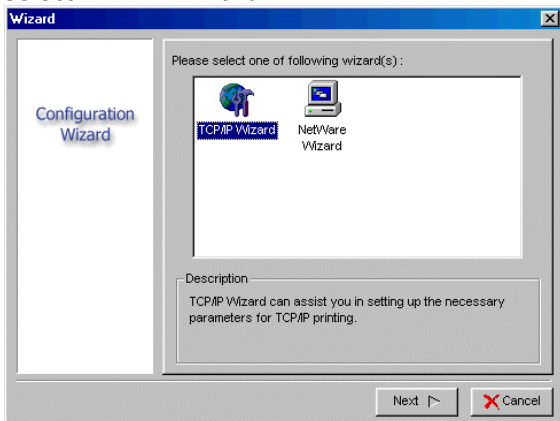 Wizard
Please select one of following wizard(s) :
Configuration
Wizard
TCP/IP Wizard
NetWare
Wizard
Description
TCP/IP Wizard can assist you in setting up the necessary
parameters for TCP/IP printing.
Next
Cancel